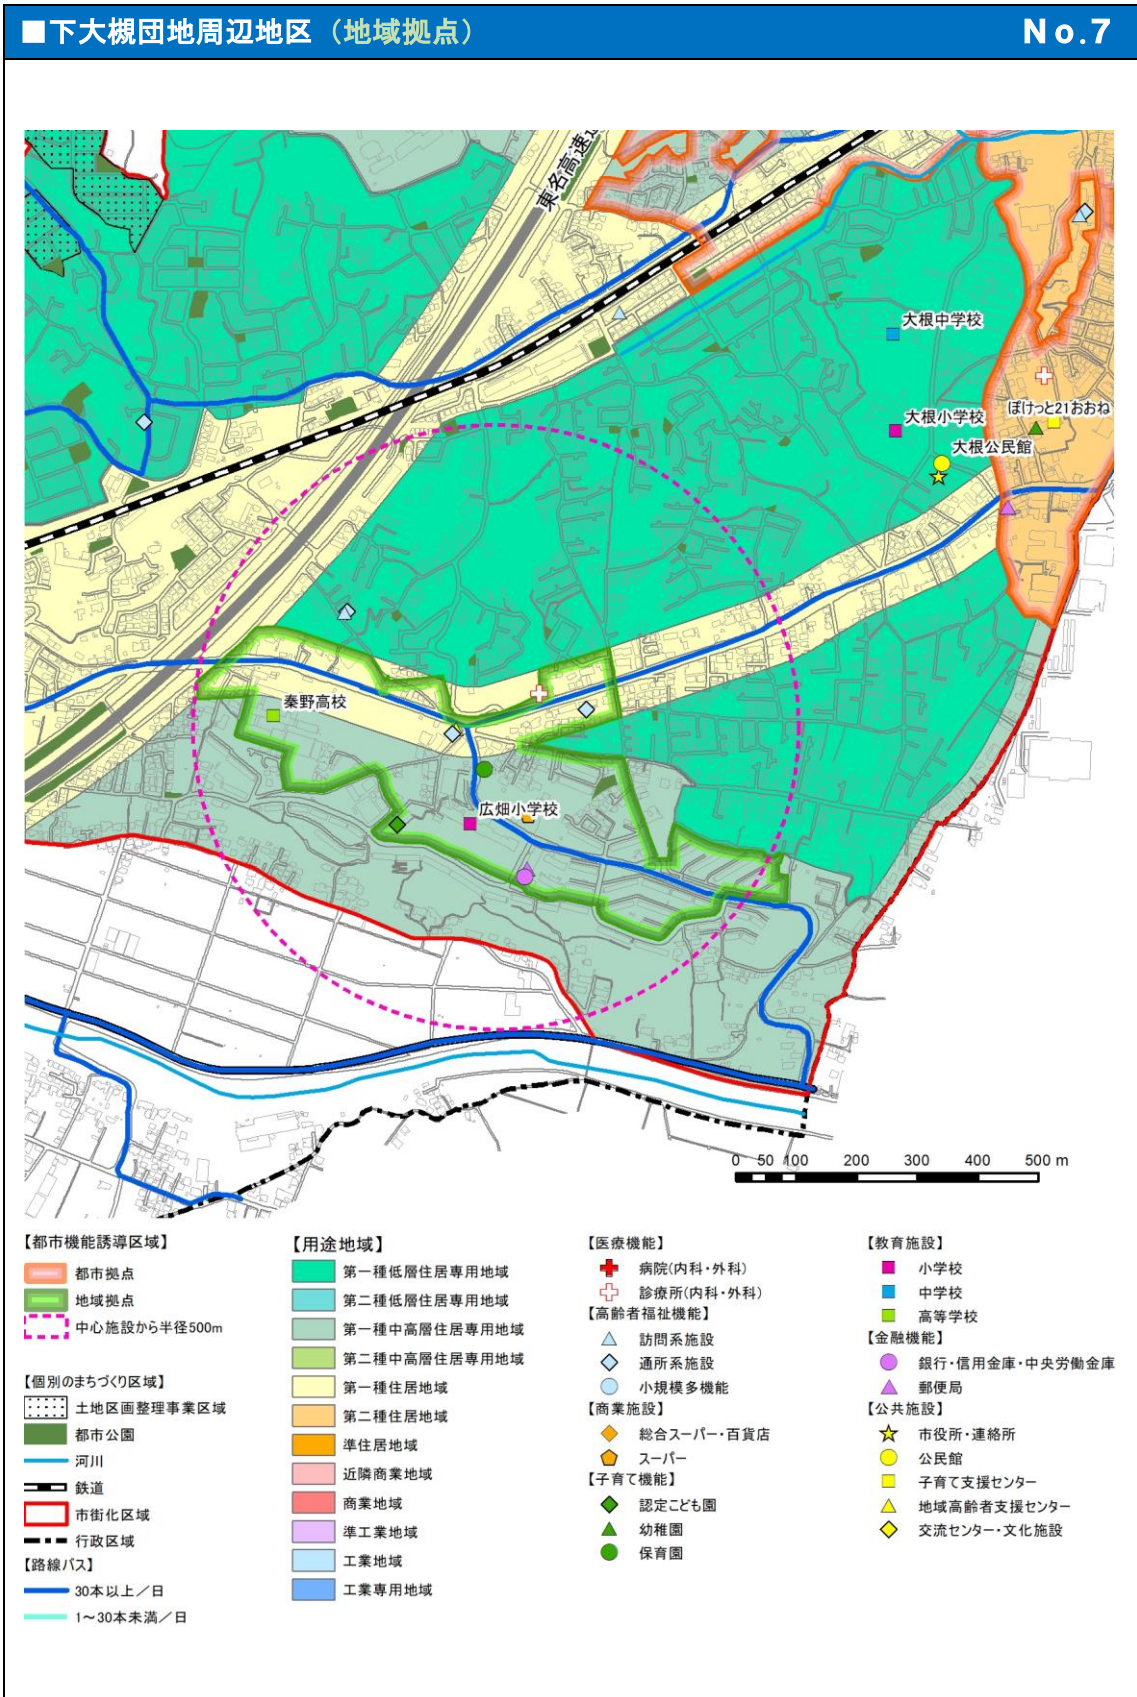 ■下大槻団地周辺地区（地域拠点） No.7
東名高速道
大根中学校
ぽけっと21おおね
大根小学校
大根公民館
秦野高校
広畑小学校
0 50 100 200 300 400 500 m
【都市機能誘導区域】
都市拠点
地域拠点
中心施設から半径500m
【個別のまちづくり区域】
土地区画整理事業区域
都市公園
河川
鉄道
市街化区域
行政区域
【路線バス】
30本以上／日
1～30本未満／日
【用途地域】
第一種低層住居専用地域
第二種低層住居専用地域
第一種中高層住居専用地域
第二種中高層住居専用地域
第一種住居地域
第二種住居地域
準住居地域
近隣商業地域
商業地域
準工業地域
工業地域
工業専用地域
【医療機能】
病院(内科・外科)
診療所(内科・外科)
【高齢者福祉機能】
訪問系施設
通所系施設
小規模多機能
【商業施設】
総合スーパー・百貨店
スーパー
【子育て機能】
認定こども園
幼稚園
保育園
【教育施設】
小学校
中学校
高等学校
【金融機能】
銀行・信用金庫・中央労働金庫
郵便局
【公共施設】
市役所・連絡所
公民館
子育て支援センター
地域高齢者支援センター
交流センター・文化施設